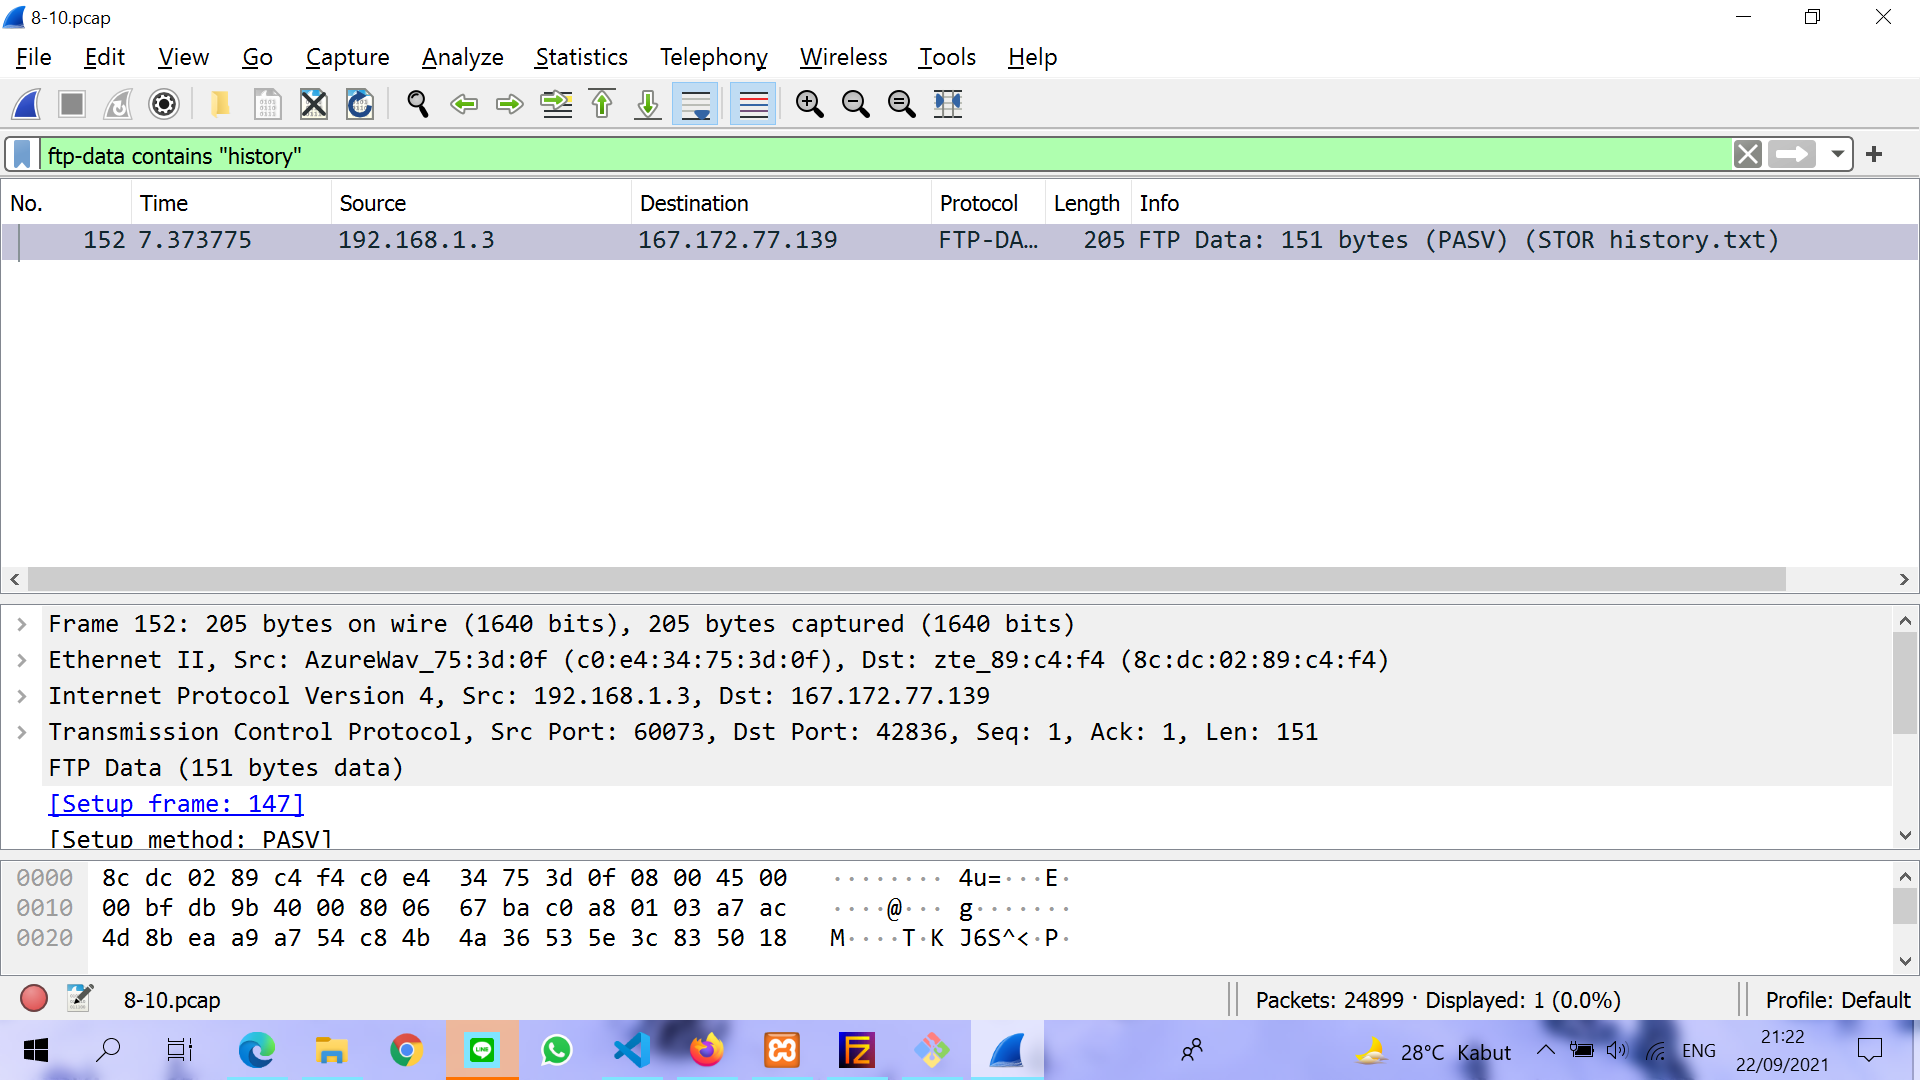 8-10.pcap
File Edit View Go Capture Analyze Statistics Telephony Wireless Tools Help
ftp-data contains "history"
No. Time Source Destination Protocol Length Info
152 7.373775 192.168.1.3 167.172.77.139 FTP-DA… 205 FTP Data: 151 bytes (PASV) (STOR history.txt)
Frame 152: 205 bytes on wire (1640 bits), 205 bytes captured (1640 bits)
Ethernet II, Src: AzureWav_75:3d:0f (c0:e4:34:75:3d:0f), Dst: zte_89:c4:f4 (8c:dc:02:89:c4:f4)
Internet Protocol Version 4, Src: 192.168.1.3, Dst: 167.172.77.139
Transmission Control Protocol, Src Port: 60073, Dst Port: 42836, Seq: 1, Ack: 1, Len: 151
FTP Data (151 bytes data)
[Setup frame: 147]
[Setup method: PASV]
0000 8c dc 02 89 c4 f4 c0 e4 34 75 3d 0f 08 00 45 00 ········ 4u=···E·
0010 00 bf db 9b 40 00 80 06 67 ba c0 a8 01 03 a7 ac ····@··· g·······
0020 4d 8b ea a9 a7 54 c8 4b 4a 36 53 5e 3c 83 50 18 M····T·K J6S^<·P·
8-10.pcap Packets: 24899 · Displayed: 1 (0.0%) Profile: Default
28°C Kabut ENG 21:22
22/09/2021